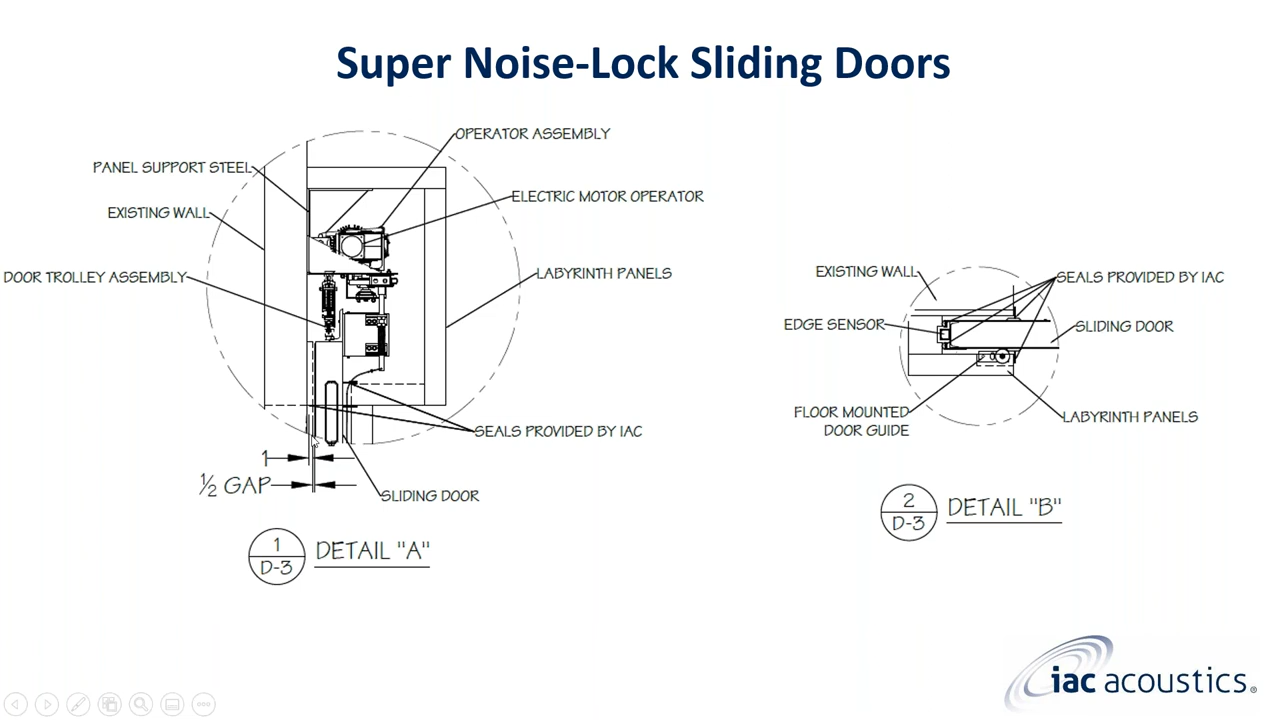 Super Noise-Lock Sliding Doors
OPERATOR ASSEMBLY
PANEL SUPPORT STEEL
ELECTRIC MOTOR OPERATOR
EXISTING WALL
DOOR TROLLEY ASSEMBLY
LABYRINTH PANELS
SEALS PROVIDED BY IAC
1
½ GAP
SLIDING DOOR
1
D-3
DETAIL "A"
EXISTING WALL
SEALS PROVIDED BY IAC
EDGE SENSOR
SLIDING DOOR
FLOOR MOUNTED
DOOR GUIDE
LABYRINTH PANELS
2
D-3
DETAIL "B"
iac acoustics®